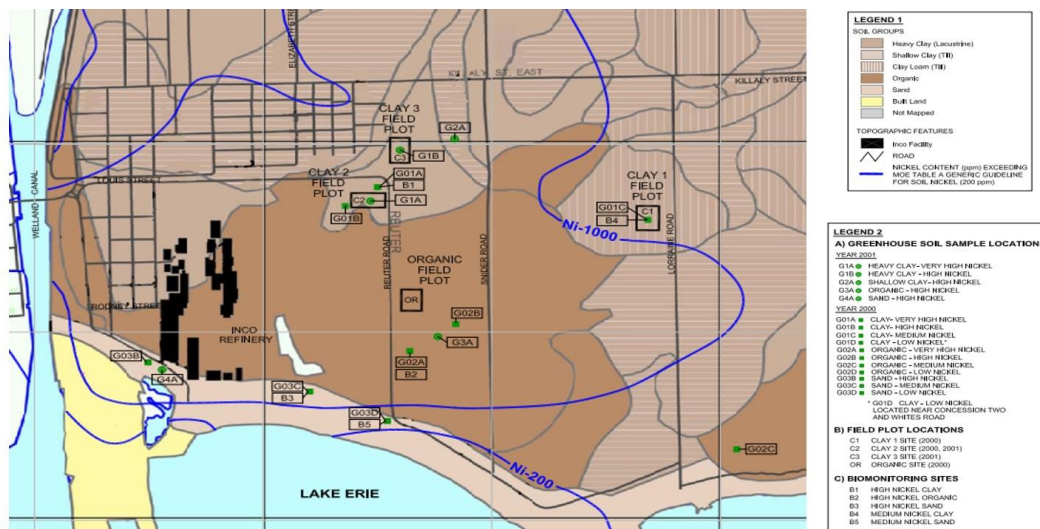 ELIZABETH STREET
KILLALY ST. EAST
KILLALY STREET
CLAY 3
FIELD
PLOT
G2A
C3
G1B
LOUIS STREET
CLAY 2
FIELD
PLOT
G01A
B1
C2
G1A
G01B
CLAY 1
FIELD
PLOT
G01C
B4
C1
WELLAND CANAL
REUTER
REUTER ROAD
SNIDER ROAD
LORRAINE ROAD
Ni-1000
ORGANIC
FIELD
PLOT
OR
RODNEY STREET
INCO
REFINERY
G02B
G3A
G02A
B2
G03B
G4A
G03C
B3
G03D
B5
G02C
Ni-200
LAKE ERIE
LEGEND 1
SOIL GROUPS
Heavy Clay (Lacustrine)
Shallow Clay (Till)
Clay Loam (Till)
Organic
Sand
Built Land
Not Mapped
TOPOGRAPHIC FEATURES
Inco Facility
ROAD
NICKEL CONTENT (ppm) EXCEEDING
MOE TABLE A GENERIC GUIDELINE
FOR SOIL NICKEL (200 ppm)
LEGEND 2
A) GREENHOUSE SOIL SAMPLE LOCATION
YEAR 2001
G1A HEAVY CLAY-VERY HIGH NICKEL
G1B HEAVY CLAY - HIGH NICKEL
G2A SHALLOW CLAY-HIGH NICKEL
G3A ORGANIC - HIGH NICKEL
G4A SAND - HIGH NICKEL
YEAR 2000
G01A CLAY-VERY HIGH NICKEL
G01B CLAY- HIGH NICKEL
G01C CLAY- MEDIUM NICKEL
G01D CLAY - LOW NICKEL*
G02A ORGANIC - VERY HIGH NICKEL
G02B ORGANIC - HIGH NICKEL
G02C ORGANIC - MEDIUM NICKEL
G02D ORGANIC - LOW NICKEL
G03B SAND - HIGH NICKEL
G03C SAND - MEDIUM NICKEL
G03D SAND - LOW NICKEL
* G01D CLAY - LOW NICKEL
LOCATED NEAR CONCESSION TWO
AND WHITES ROAD
B) FIELD PLOT LOCATIONS
C1 CLAY 1 SITE (2000)
C2 CLAY 2 SITE (2000, 2001)
C3 CLAY 3 SITE (2001)
OR ORGANIC SITE (2000)
C) BIOMONITORING SITES
B1 HIGH NICKEL CLAY
B2 HIGH NICKEL ORGANIC
B3 HIGH NICKEL SAND
B4 MEDIUM NICKEL CLAY
B5 MEDIUM NICKEL SAND